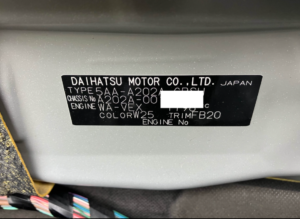 DAIHATSU MOTOR CO.,LTD. JAPAN
TYPE 5AA-A202A
CHASSIS No A202A-00
ENGINE WA-VEX C
COLOR W25 TRIM FB20
ENGINE No